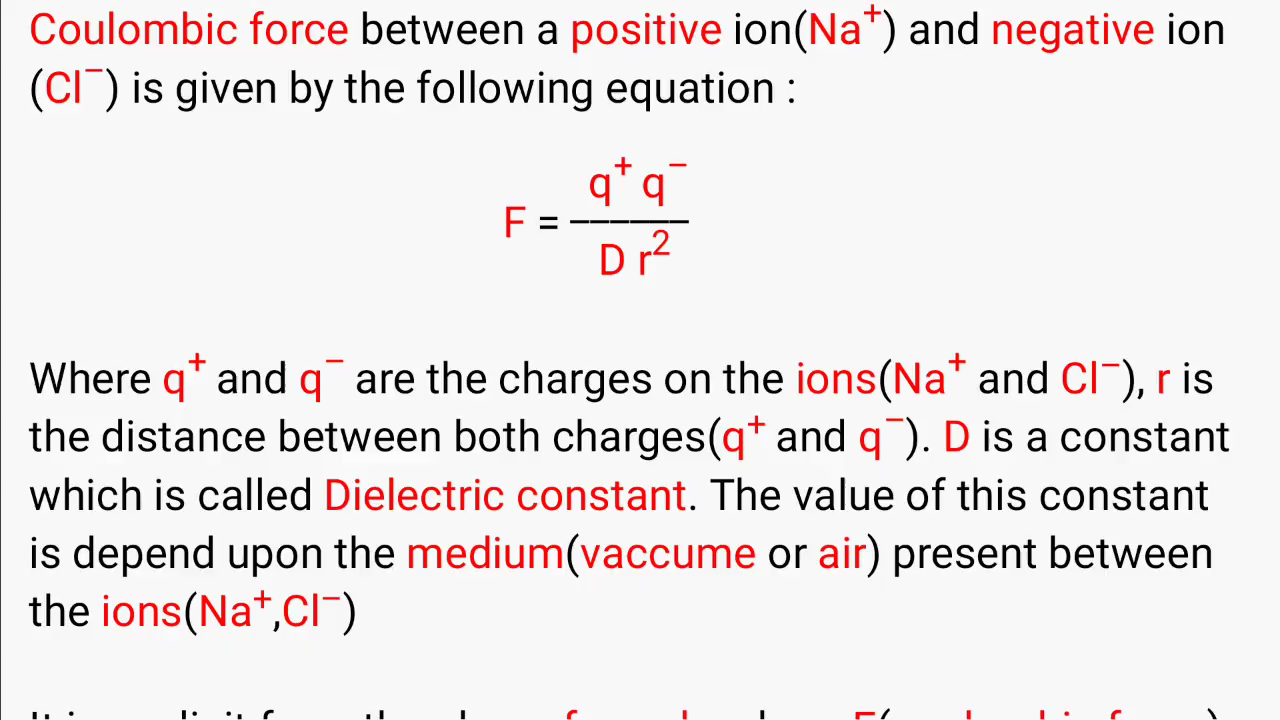 Coulombic force between a positive ion(Na⁺) and negative ion
(Cl⁻) is given by the following equation :
q⁺ q⁻
F = ------
D r²
Where q⁺ and q⁻ are the charges on the ions(Na⁺ and Cl⁻), r is
the distance between both charges(q⁺ and q⁻). D is a constant
which is called Dielectric constant. The value of this constant
is depend upon the medium(vaccume or air) present between
the ions(Na⁺,Cl⁻)